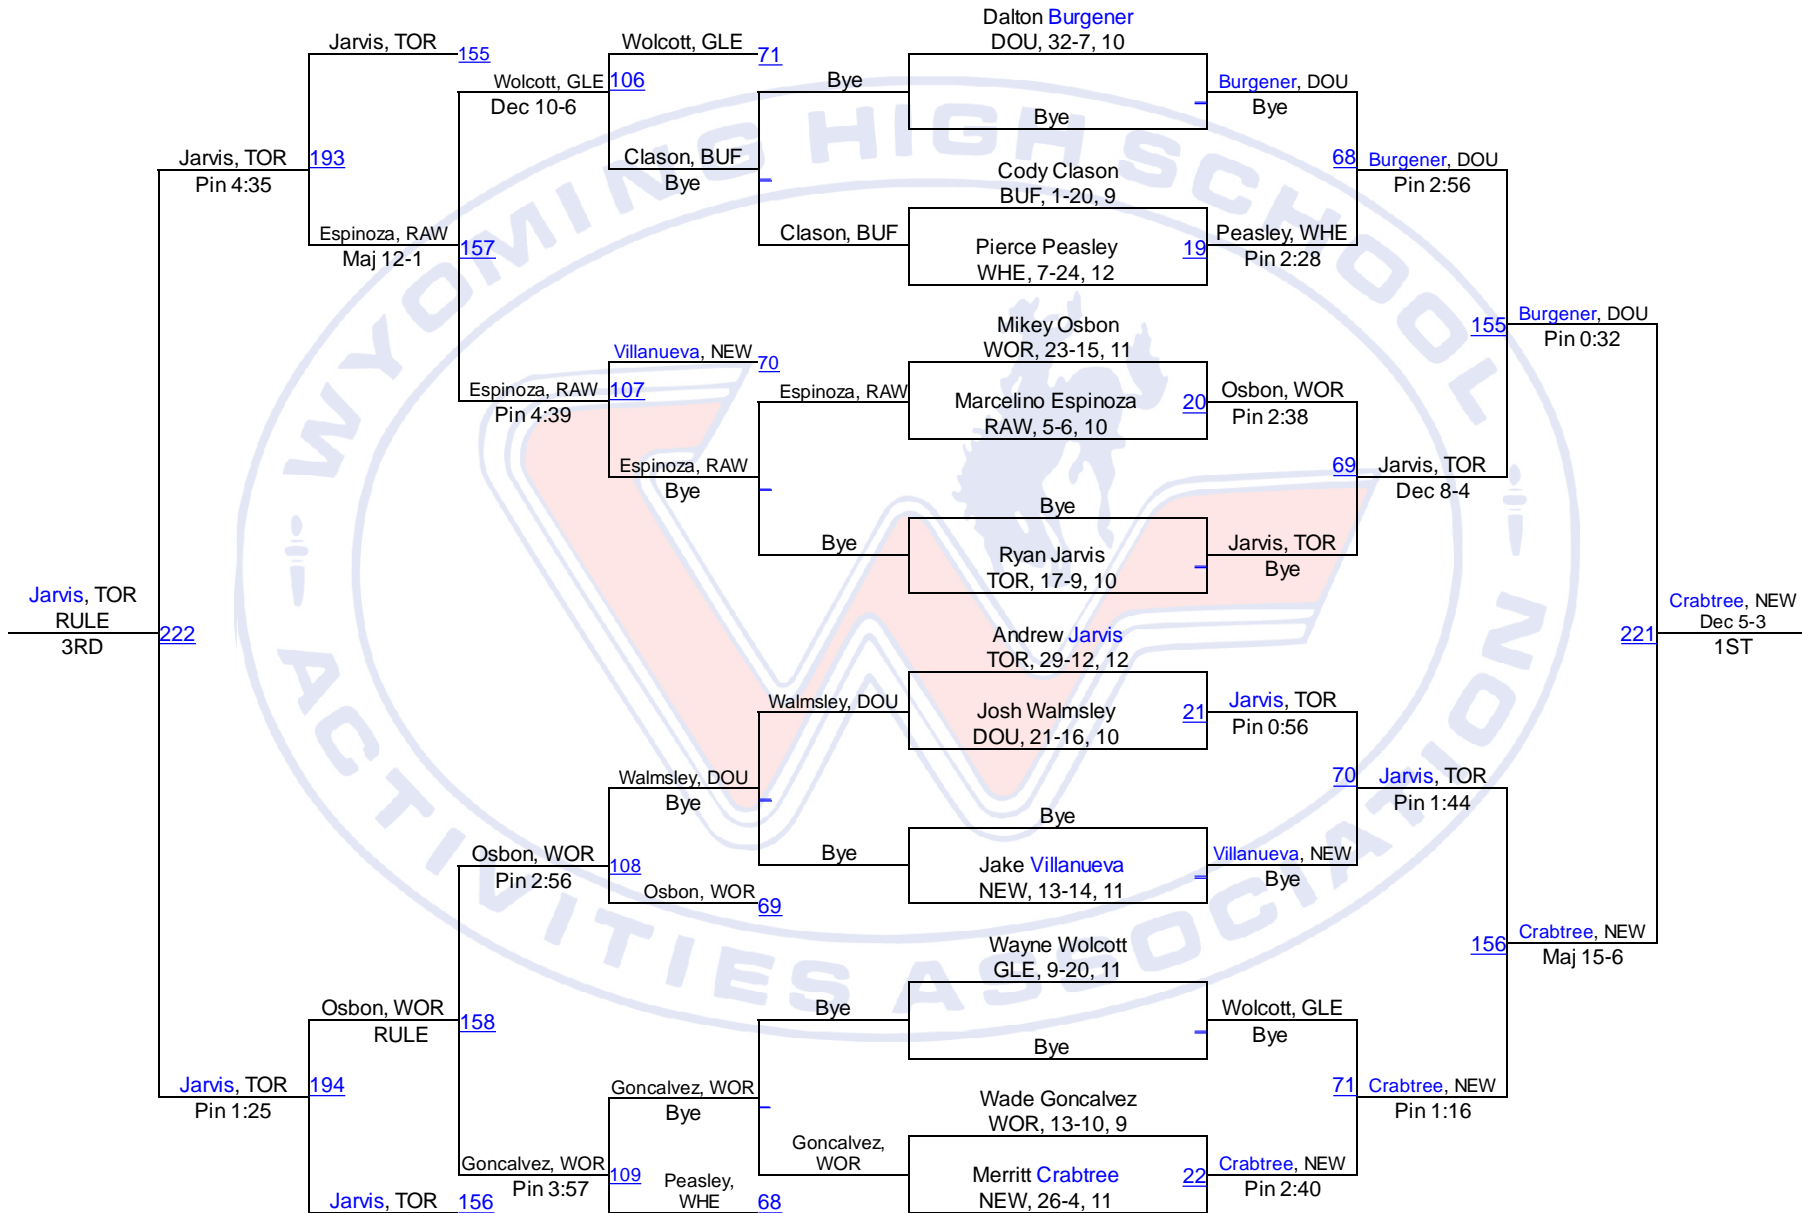 Dalton Burgener
DOU, 32-7, 10
Jarvis, TOR
155
Wolcott, GLE
71
Wolcott, GLE
106
Dec 10-6
Bye
Bye
Burgener, DOU
Bye
Jarvis, TOR
193
Pin 4:35
Clason, BUF
Bye
Cody Clason
BUF, 1-20, 9
68
Burgener, DOU
Pin 2:56
Espinoza, RAW
157
Maj 12-1
Clason, BUF
Pierce Peasley
WHE, 7-24, 12
19
Peasley, WHE
Pin 2:28
Mikey Osbon
WOR, 23-15, 11
155
Burgener, DOU
Pin 0:32
Villanueva, NEW
70
Espinoza, RAW
107
Pin 4:39
Espinoza, RAW
Marcelino Espinoza
RAW, 5-6, 10
20
Osbon, WOR
Pin 2:38
Espinoza, RAW
Bye
69
Jarvis, TOR
Dec 8-4
Bye
Bye
Ryan Jarvis
TOR, 17-9, 10
Jarvis, TOR
Bye
Jarvis, TOR
RULE
3RD
222
Andrew Jarvis
TOR, 29-12, 12
221
Crabtree, NEW
Dec 5-3
1ST
Walmsley, DOU
Josh Walmsley
DOU, 21-16, 10
21
Jarvis, TOR
Pin 0:56
Walmsley, DOU
Bye
70
Jarvis, TOR
Pin 1:44
Bye
Bye
Jake Villanueva
NEW, 13-14, 11
Villanueva, NEW
Bye
Osbon, WOR
108
Pin 2:56
Osbon, WOR
69
Wayne Wolcott
GLE, 9-20, 11
156
Crabtree, NEW
Maj 15-6
Osbon, WOR
158
RULE
Bye
Bye
Wolcott, GLE
Bye
Jarvis, TOR
194
Pin 1:25
Goncalvez, WOR
Bye
Wade Goncalvez
WOR, 13-10, 9
71
Crabtree, NEW
Pin 1:16
Goncalvez,
WOR
Goncalvez, WOR
109
Pin 3:57
Peasley,
WHE
68
Merritt Crabtree
NEW, 26-4, 11
22
Crabtree, NEW
Pin 2:40
Jarvis, TOR
156
WYOMING HIGH SCHOOL
ACTIVITIES ASSOCIATION